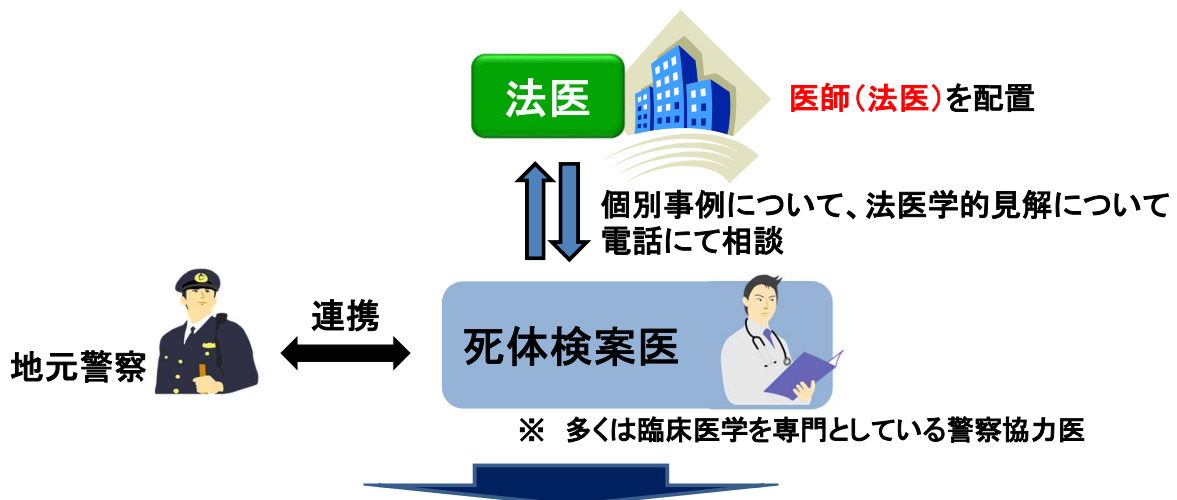 法医
医師（法医）を配置
個別事例について、法医学的見解について
電話にて相談
連携
地元警察
死体検案医
※　多くは臨床医学を専門としている警察協力医